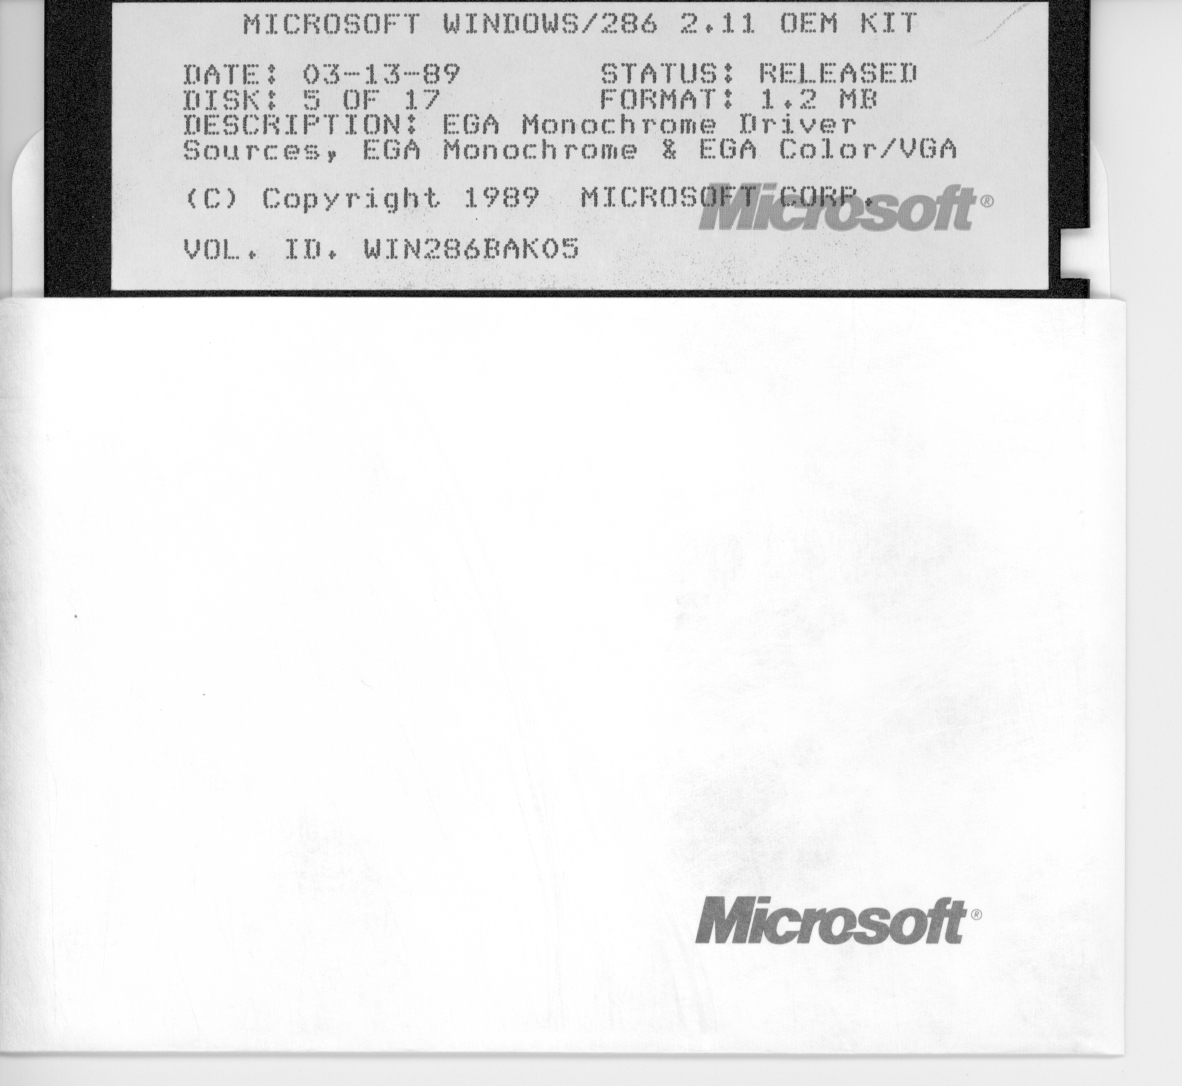 MICROSOFT WINDOWS/286 2.11 OEM KIT
DATE: 03-13-89 STATUS: RELEASED
DISK: 5 OF 17 FORMAT: 1.2 MB
DESCRIPTION: EGA Monochrome Driver
Sources, EGA Monochrome & EGA Color/VGA
(C) Copyright 1989 MICROSOFT CORP.
Microsoft®
VOL. ID. WIN286BAK05
Microsoft®